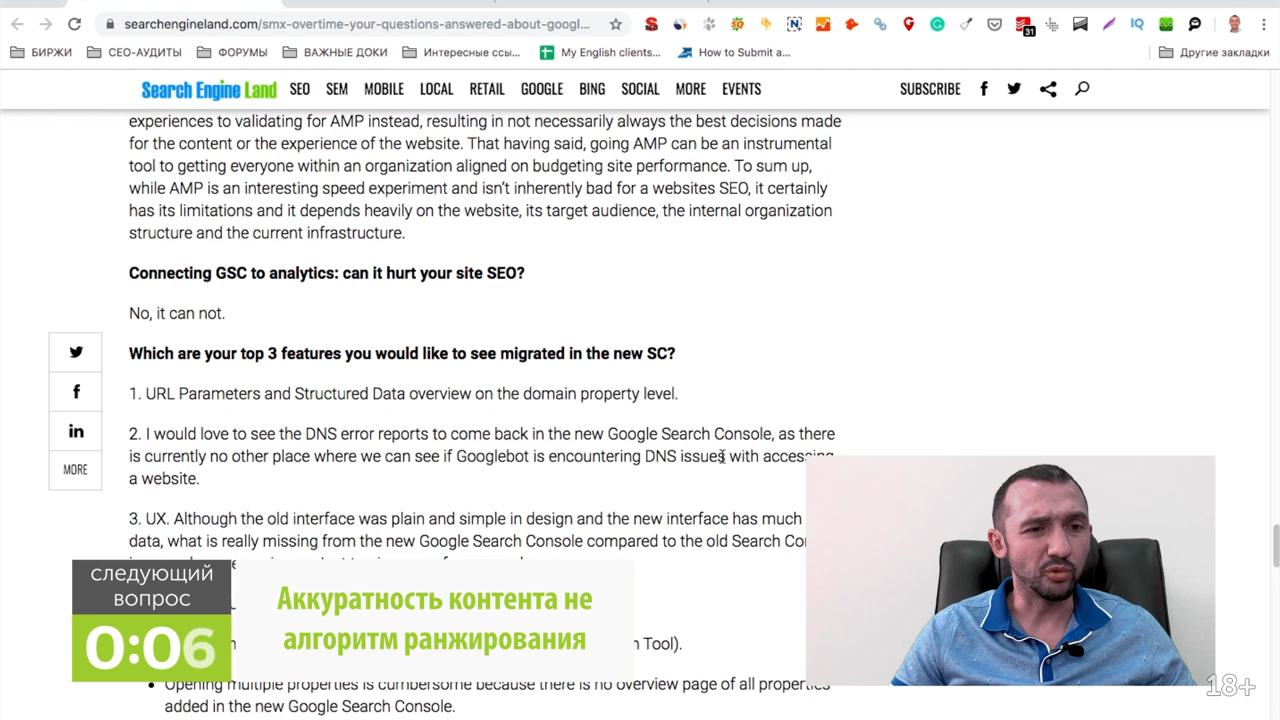 searchengineland.com/smx-overtime-your-questions-answered-about-googl...
31
БИРЖИ
СЕО-АУДИТЫ
ФОРУМЫ
ВАЖНЫЕ ДОКИ
Интересные ссы...
My English clients...
How to Submit a...
Другие закладки
Search Engine Land
SEO
SEM
MOBILE
LOCAL
RETAIL
GOOGLE
BING
SOCIAL
MORE
EVENTS
SUBSCRIBE
experiences to validating for AMP instead, resulting in not necessarily always the best decisions made
for the content or the experience of the website. That having said, going AMP can be an instrumental
tool to getting everyone within an organization aligned on budgeting site performance. To sum up,
while AMP is an interesting speed experiment and isn't inherently bad for a websites SEO, it certainly
has its limitations and it depends heavily on the website, its target audience, the internal organization
structure and the current infrastructure.
Connecting GSC to analytics: can it hurt your site SEO?
No, it can not.
Which are your top 3 features you would like to see migrated in the new SC?
1. URL Parameters and Structured Data overview on the domain property level.
2. I would love to see the DNS error reports to come back in the new Google Search Console, as there
is currently no other place where we can see if Googlebot is encountering DNS issues with accessing
a website.
3. UX. Although the old interface was plain and simple in design and the new interface has much
data, what is really missing from the new Google Search Console compared to the old Search
MORE
следующий
вопрос
0:06
Аккуратность контента не
алгоритм ранжирования
Tool).
Opening multiple properties is cumbersome because there is no overview page of all properties
added in the new Google Search Console.
18+